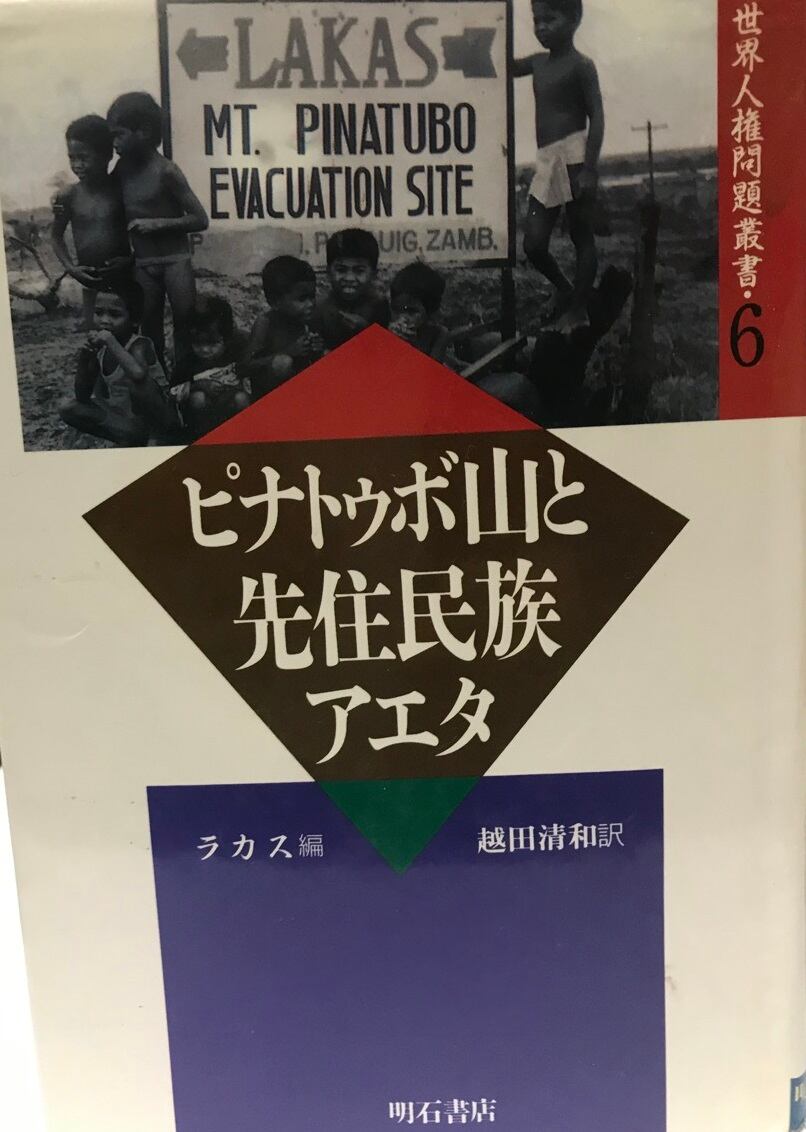 LAKAS
MT. PINATUBO
EVACUATION SITE
UIG, ZAMB.
世界人権問題叢書・6
ピナトゥボ山と
先住民族
アエタ
ラカス編
越田清和訳
明石書店